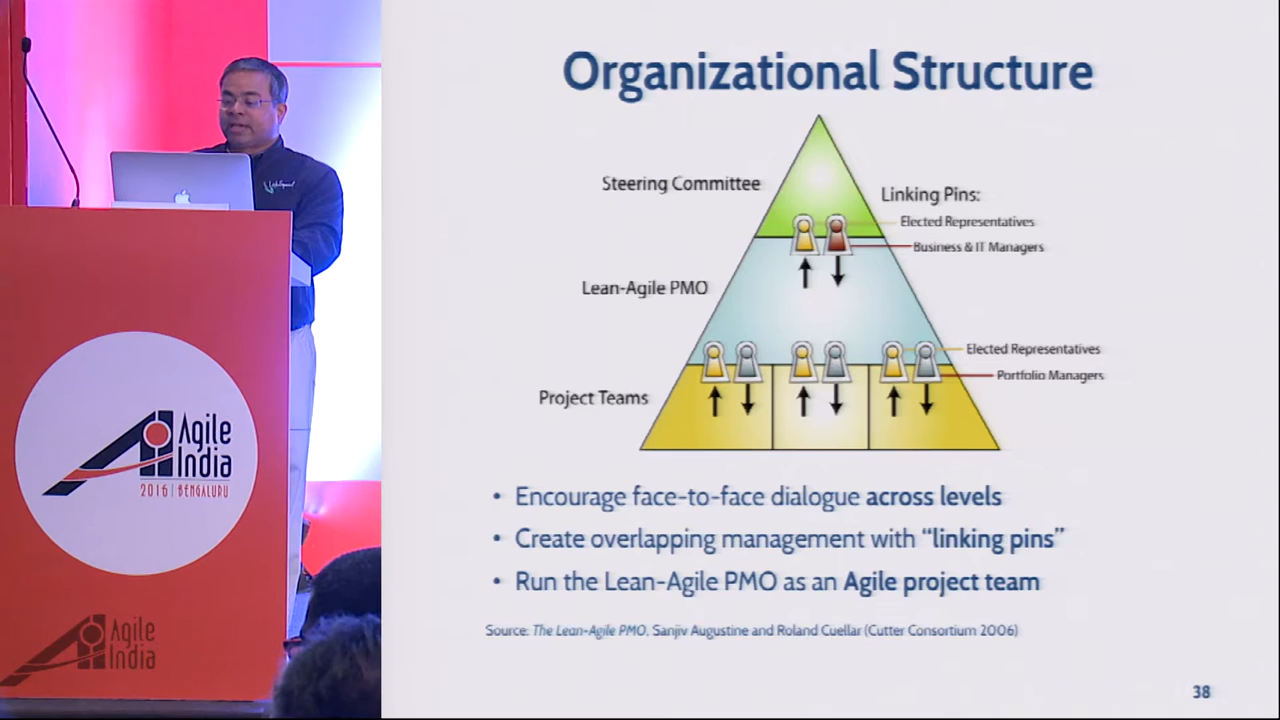 Organizational Structure
Steering Committee
Linking Pins:
Elected Representatives
Business & IT Managers
Lean-Agile PMO
Elected Representatives
Portfolio Managers
Project Teams
• Encourage face-to-face dialogue across levels
• Create overlapping management with “linking pins”
• Run the Lean-Agile PMO as an Agile project team
Source: The Lean-Agile PMO, Sanjiv Augustine and Roland Cuellar (Cutter Consortium 2006)
38
Agile
India
2016 | BENGALURU
Agile
India